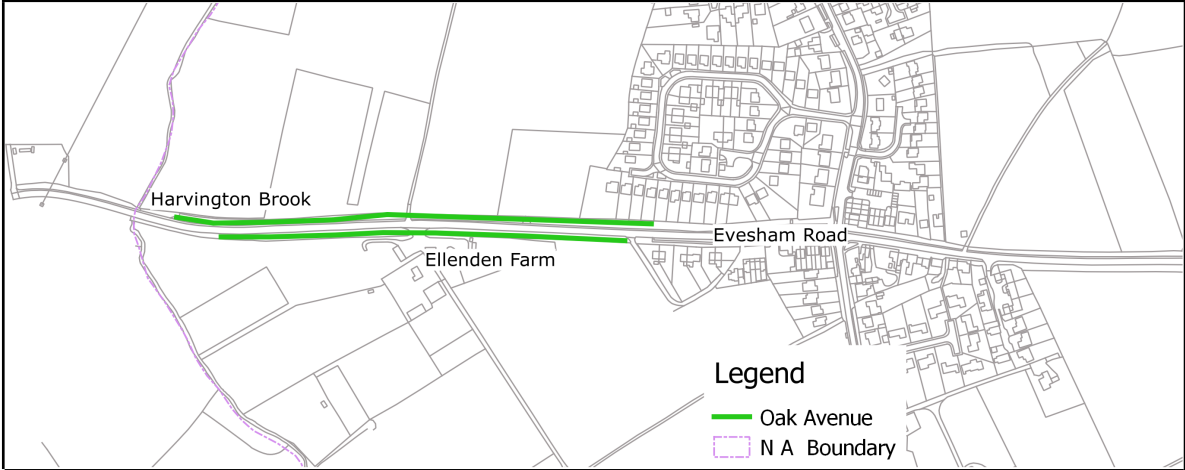 Harvington Brook
Evesham Road
Ellenden Farm
Legend
Oak Avenue
N A Boundary